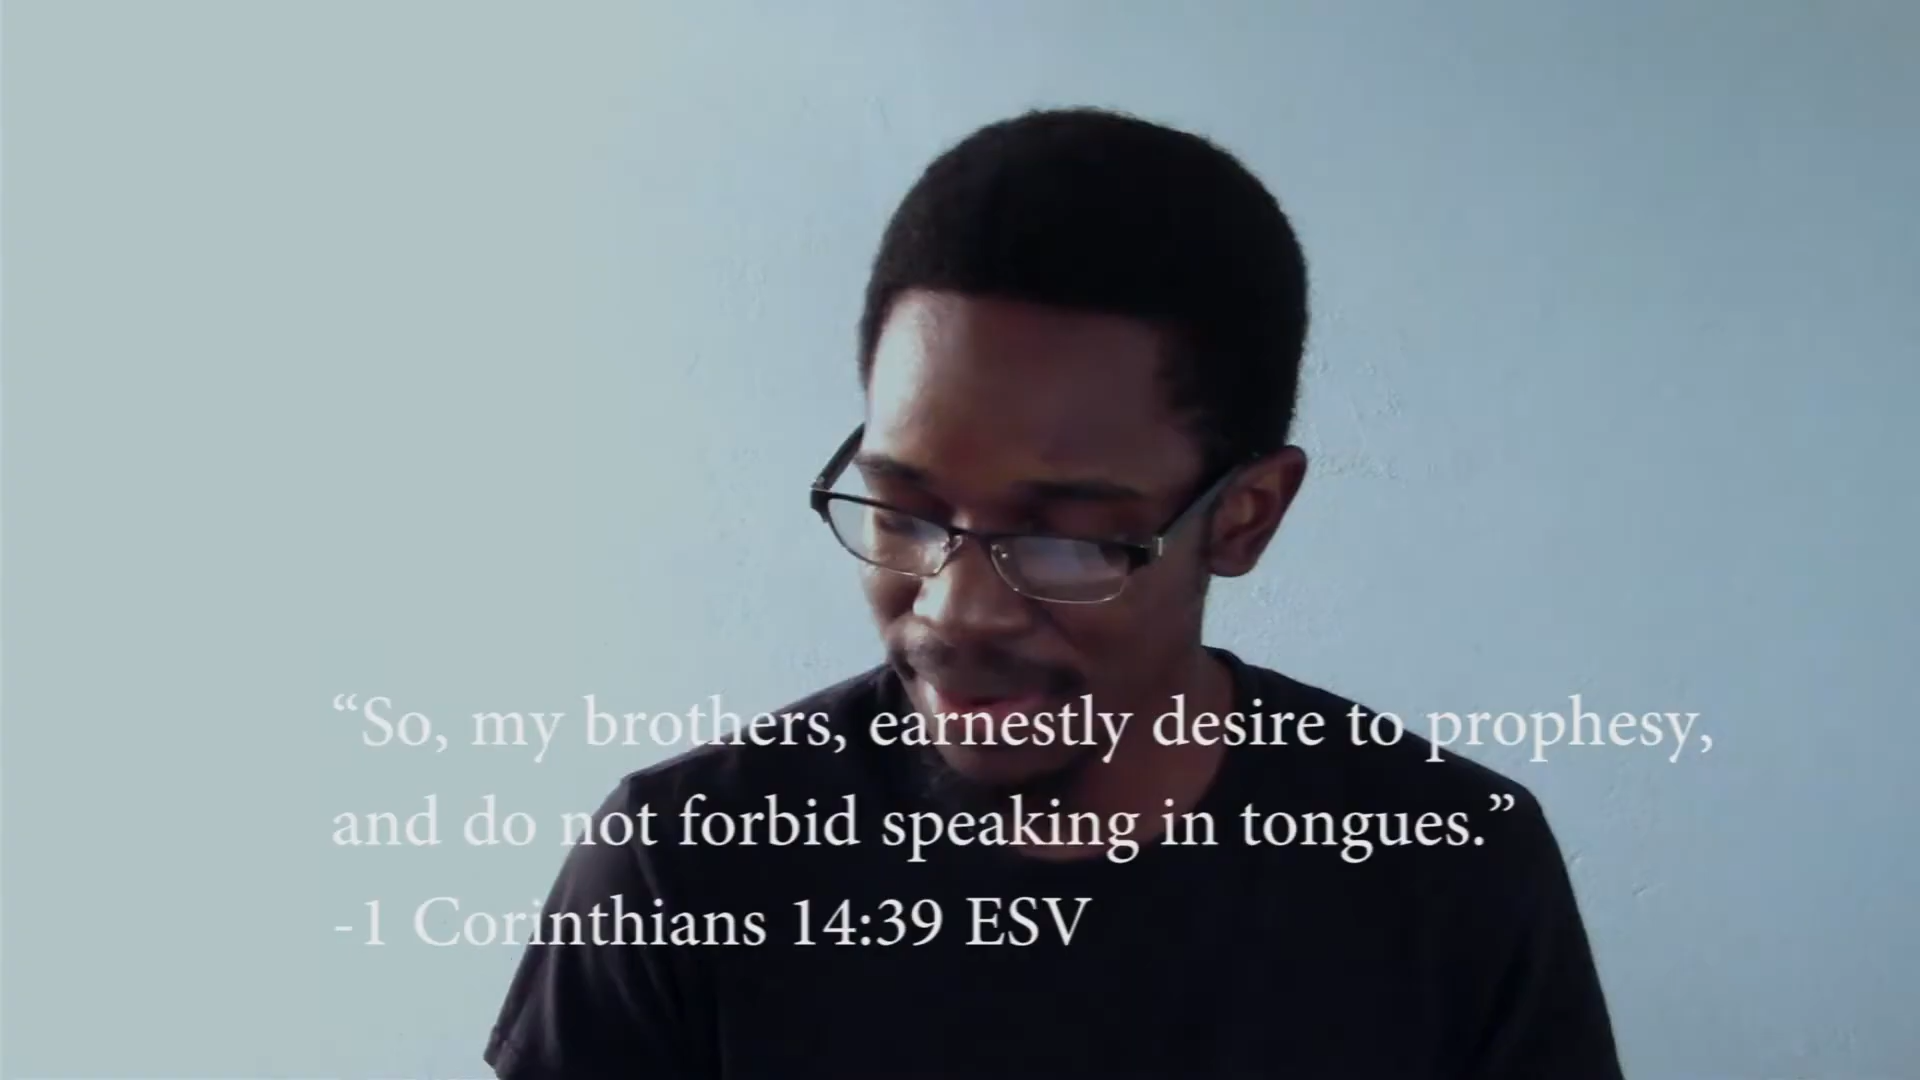 “So, my brothers, earnestly desire to prophesy,
and do not forbid speaking in tongues.”
-1 Corinthians 14:39 ESV